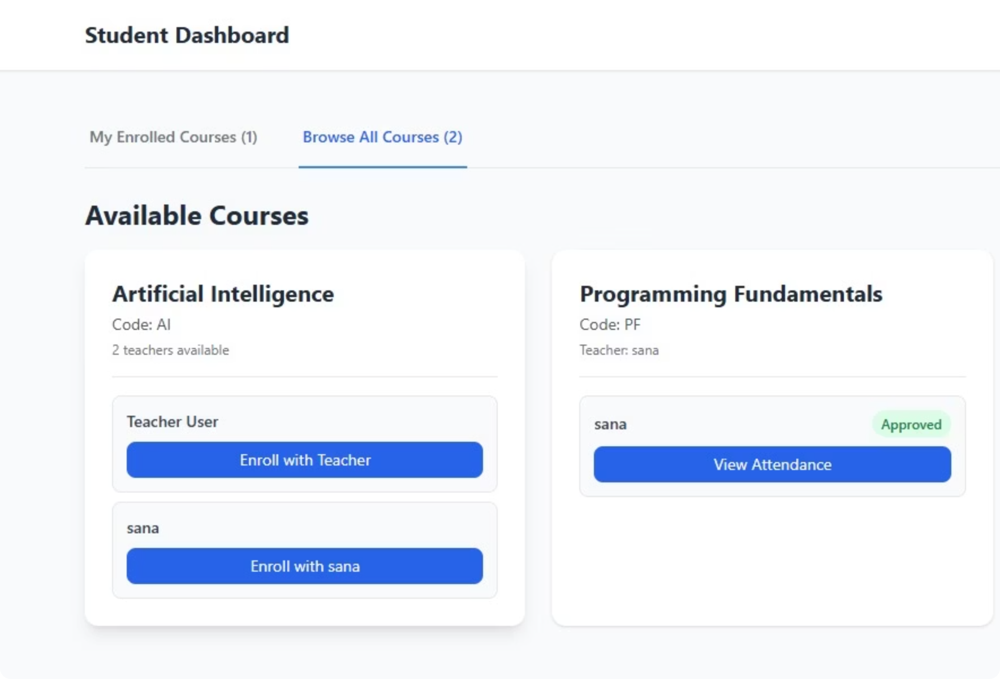 Student Dashboard
My Enrolled Courses (1)
Browse All Courses (2)
Available Courses
Artificial Intelligence
Code: AI
2 teachers available
Teacher User
Enroll with Teacher
sana
Enroll with sana
Programming Fundamentals
Code: PF
Teacher: sana
sana
Approved
View Attendance